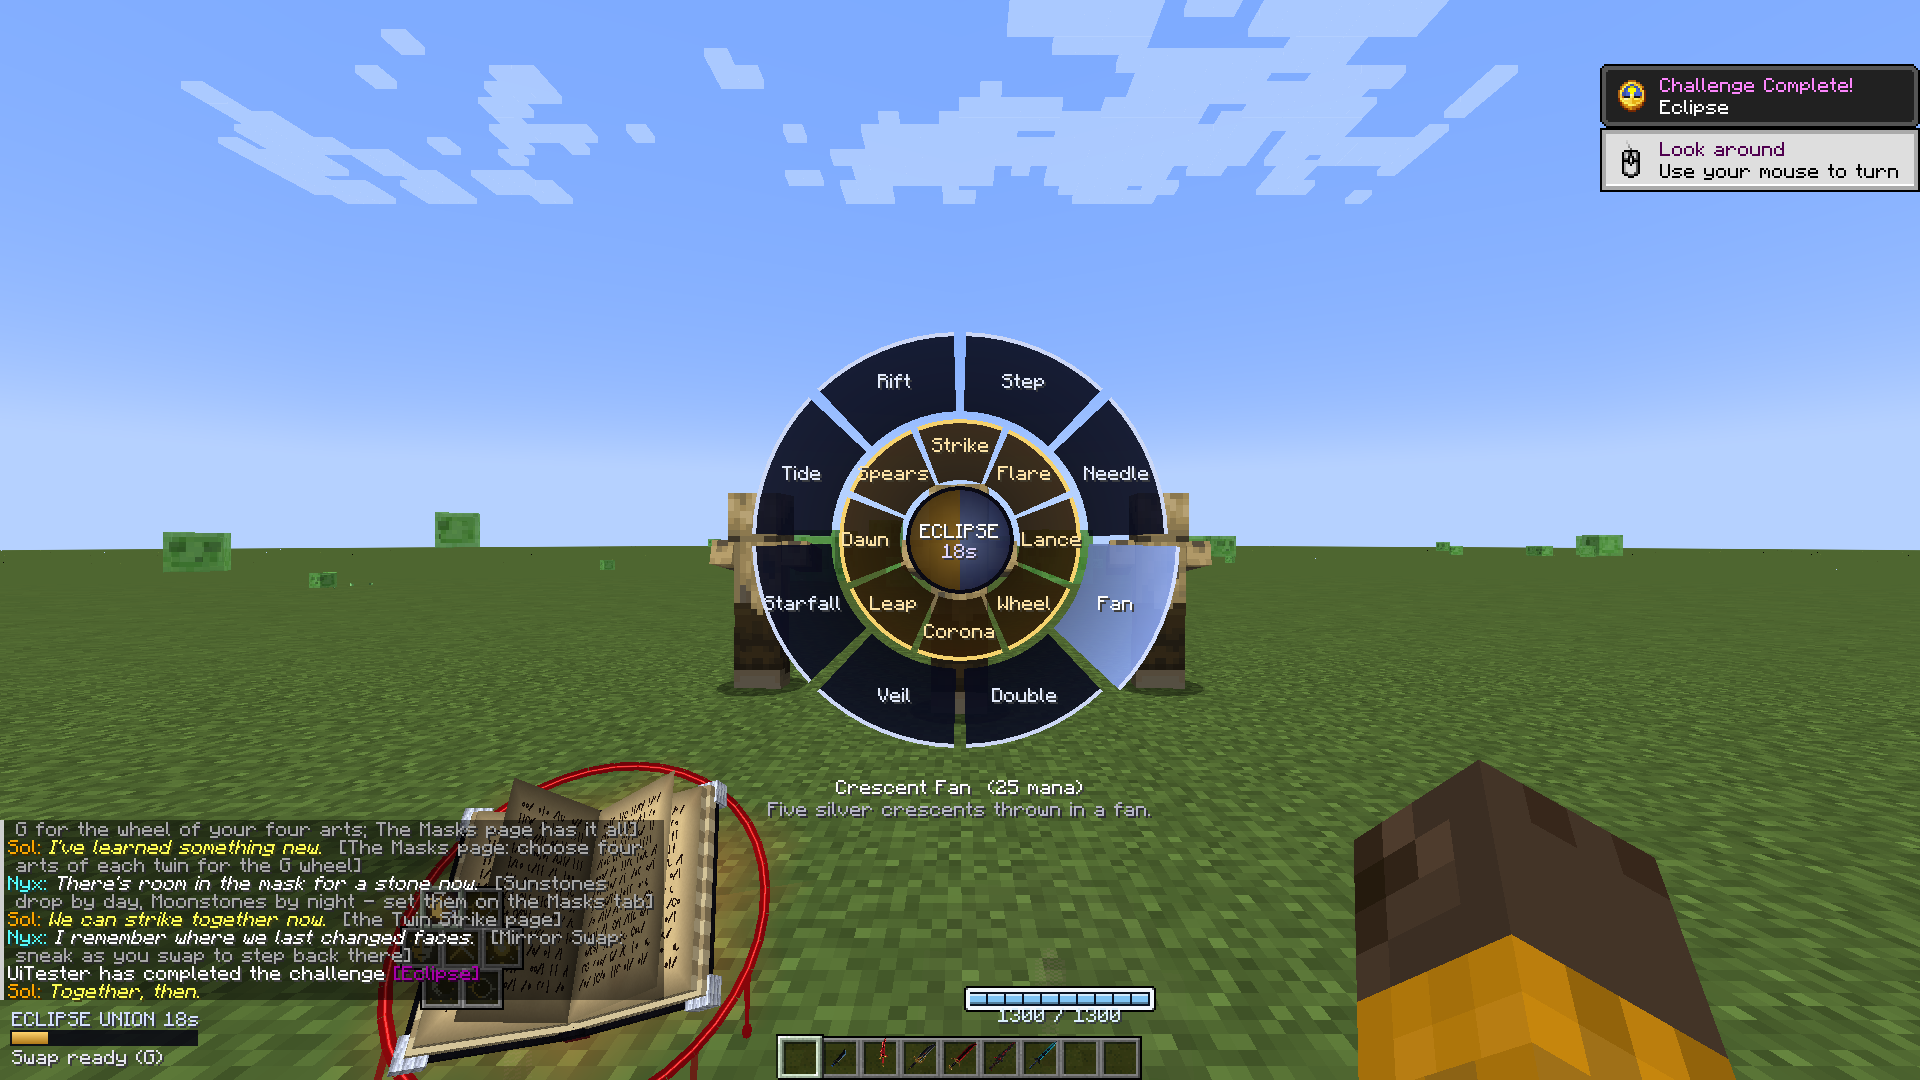 Challenge Complete!
Eclipse
Look around
Use your mouse to turn
Rift
Step
Strike
Tide
Spears
Flare
Needle
ECLIPSE
18s
Dawn
Lance
Starfall
Leap
Wheel
Fan
Corona
Veil
Double
Crescent Fan (25 mana)
Five silver crescents thrown in a fan.
G for the wheel of your four arts; The Masks page has it all]
Sol: I've learned something new. [The Masks page: choose four
arts of each twin for the G wheel]
Nyx: There's room in the mask for a stone now. [Sunstones
drop by day, Moonstones by night - set them on the Masks tab]
Sol: We can strike together now. [the Twin Strike page]
Nyx: I remember where we last changed faces. [Mirror Swap:
sneak as you swap to step back there]
UiTester has completed the challenge [Eclipse]
Sol: Together, then.
ECLIPSE UNION 18s
Swap ready (G)
1300 / 1300